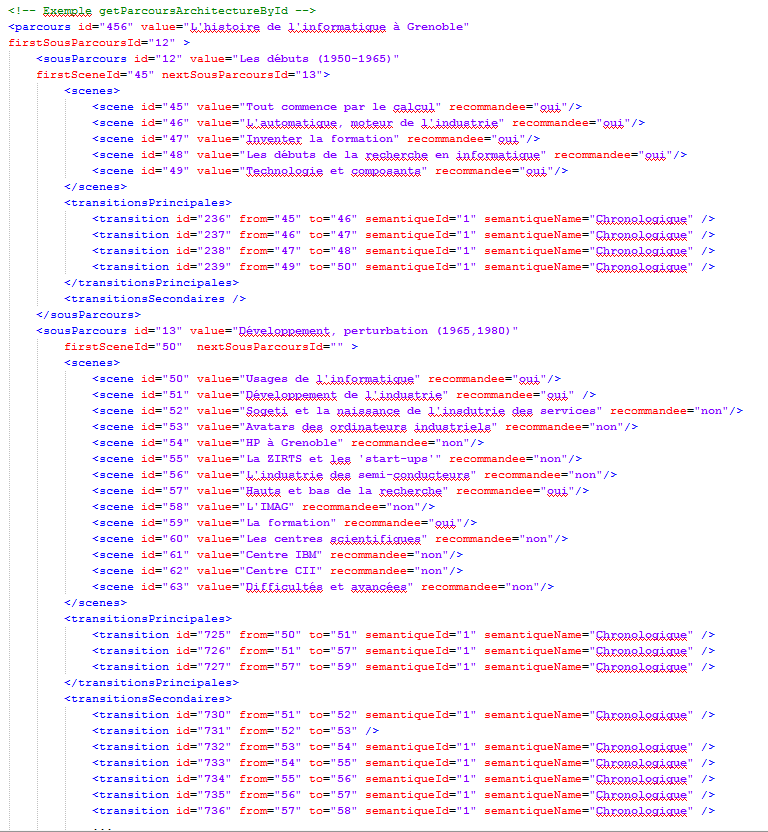 <!-- Exemple getParcoursArchitectureById -->
<parcours id="456" value="L'histoire de l'informatique à Grenoble"
firstSousParcoursId="12" >
<sousParcours id="12" value="Les débuts (1950-1965)"
firstSceneId="45" nextSousParcoursId="13">
<scenes>
<scene id="45" value="Tout commence par le calcul" recommandee="oui"/>
<scene id="46" value="L'automatique, moteur de l'industrie" recommandee="oui"/>
<scene id="47" value="Inventer la formation" recommandee="oui"/>
<scene id="48" value="Les débuts de la recherche en informatique" recommandee="oui"/>
<scene id="49" value="Technologie et composants" recommandee="oui"/>
</scenes>
<transitionsPrincipales>
<transition id="236" from="45" to="46" semantiqueId="1" semantiqueName="Chronologique" />
<transition id="237" from="46" to="47" semantiqueId="1" semantiqueName="Chronologique" />
<transition id="238" from="47" to="48" semantiqueId="1" semantiqueName="Chronologique" />
<transition id="239" from="49" to="50" semantiqueId="1" semantiqueName="Chronologique" />
</transitionsPrincipales>
<transitionsSecondaires />
</sousParcours>
<sousParcours id="13" value="Développement, perturbation (1965,1980)"
firstSceneId="50" nextSousParcoursId="" >
<scenes>
<scene id="50" value="Usages de l'informatique" recommandee="oui"/>
<scene id="51" value="Développement de l'industrie" recommandee="oui" />
<scene id="52" value="Sogeti et la naissance de l'insdutrie des services" recommandee="non"/>
<scene id="53" value="Avatars des ordinateurs industriels" recommandee="non"/>
<scene id="54" value="HP à Grenoble" recommandee="non"/>
<scene id="55" value="La ZIRTS et les 'start-ups'" recommandee="non"/>
<scene id="56" value="L'industrie des semi-conducteurs" recommandee="non"/>
<scene id="57" value="Hauts et bas de la recherche" recommandee="oui"/>
<scene id="58" value="L'IMAG" recommandee="non"/>
<scene id="59" value="La formation" recommandee="oui"/>
<scene id="60" value="Les centres scientifiques" recommandee="non"/>
<scene id="61" value="Centre IBM" recommandee="non"/>
<scene id="62" value="Centre CII" recommandee="non"/>
<scene id="63" value="Difficultés et avancées" recommandee="non"/>
</scenes>
<transitionsPrincipales>
<transition id="725" from="50" to="51" semantiqueId="1" semantiqueName="Chronologique" />
<transition id="726" from="51" to="57" semantiqueId="1" semantiqueName="Chronologique" />
<transition id="727" from="57" to="59" semantiqueId="1" semantiqueName="Chronologique" />
</transitionsPrincipales>
<transitionsSecondaires>
<transition id="730" from="51" to="52" semantiqueId="1" semantiqueName="Chronologique" />
<transition id="731" from="52" to="53" />
<transition id="732" from="53" to="54" semantiqueId="1" semantiqueName="Chronologique" />
<transition id="733" from="54" to="55" semantiqueId="1" semantiqueName="Chronologique" />
<transition id="734" from="55" to="56" semantiqueId="1" semantiqueName="Chronologique" />
<transition id="735" from="56" to="57" semantiqueId="1" semantiqueName="Chronologique" />
<transition id="736" from="57" to="58" semantiqueId="1" semantiqueName="Chronologique" />
...